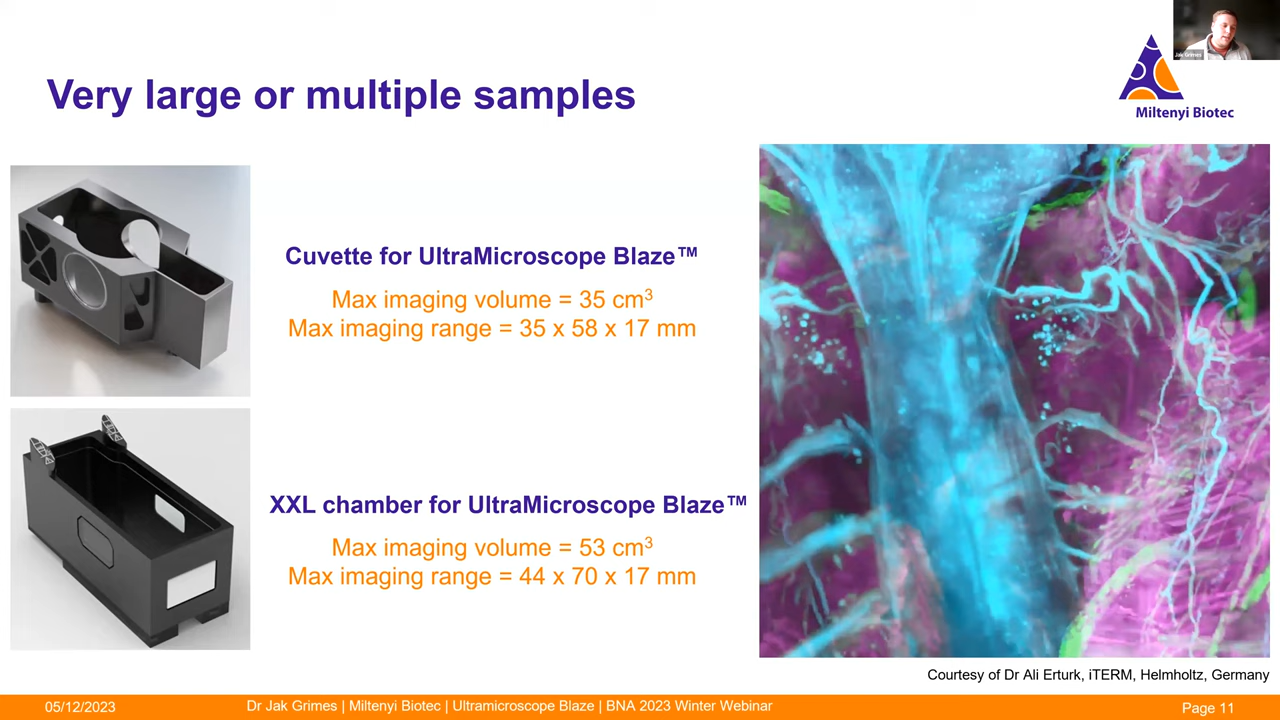 Jak Grimes
Very large or multiple samples
Miltenyi Biotec
Cuvette for UltraMicroscope Blaze™
Max imaging volume = 35 cm³
Max imaging range = 35 x 58 x 17 mm
XXL chamber for UltraMicroscope Blaze™
Max imaging volume = 53 cm³
Max imaging range = 44 x 70 x 17 mm
Courtesy of Dr Ali Erturk, iTERM, Helmholtz, Germany
05/12/2023
Dr Jak Grimes | Miltenyi Biotec | Ultramicroscope Blaze | BNA 2023 Winter Webinar
Page 11